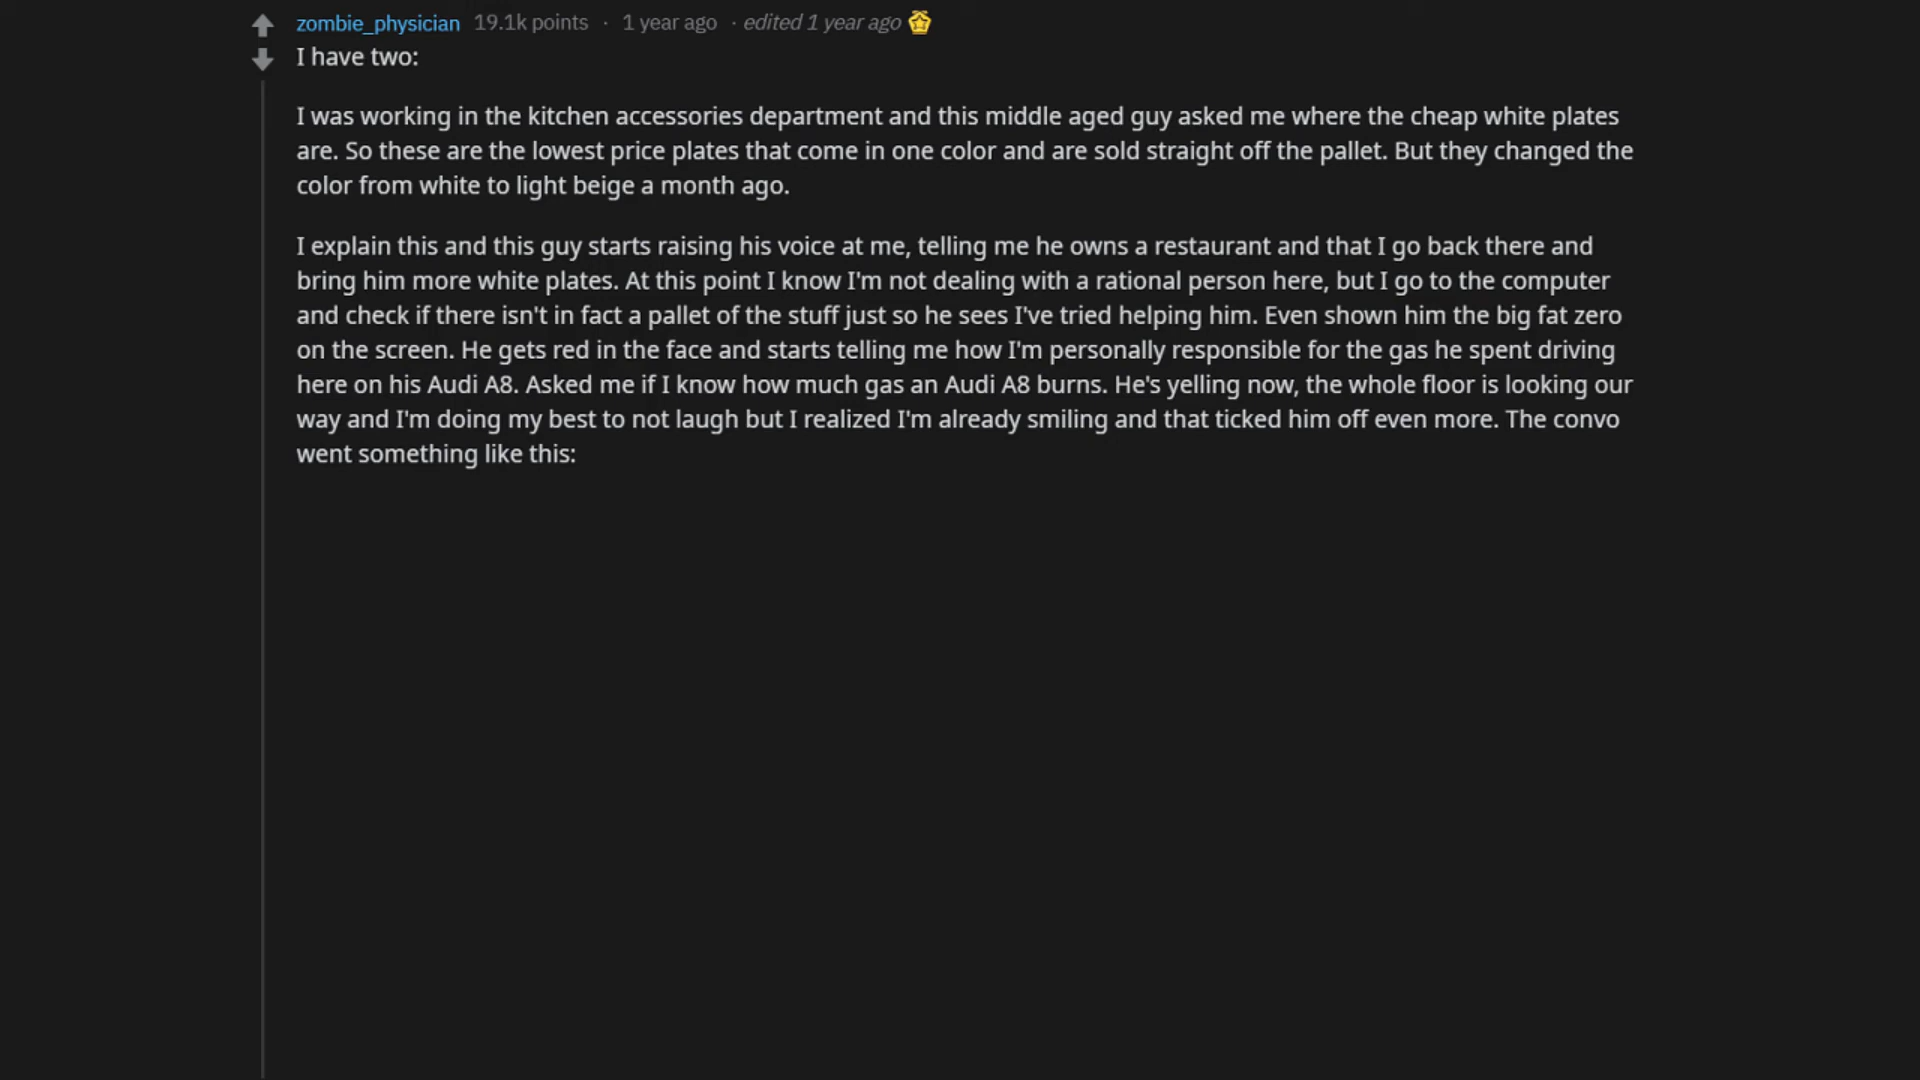 zombie_physician 19.1k points · 1 year ago · edited 1 year ago
I have two:
I was working in the kitchen accessories department and this middle aged guy asked me where the cheap white plates
are. So these are the lowest price plates that come in one color and are sold straight off the pallet. But they changed the
color from white to light beige a month ago.
I explain this and this guy starts raising his voice at me, telling me he owns a restaurant and that I go back there and
bring him more white plates. At this point I know I'm not dealing with a rational person here, but I go to the computer
and check if there isn't in fact a pallet of the stuff just so he sees I've tried helping him. Even shown him the big fat zero
on the screen. He gets red in the face and starts telling me how I'm personally responsible for the gas he spent driving
here on his Audi A8. Asked me if I know how much gas an Audi A8 burns. He's yelling now, the whole floor is looking our
way and I'm doing my best to not laugh but I realized I'm already smiling and that ticked him off even more. The convo
went something like this: